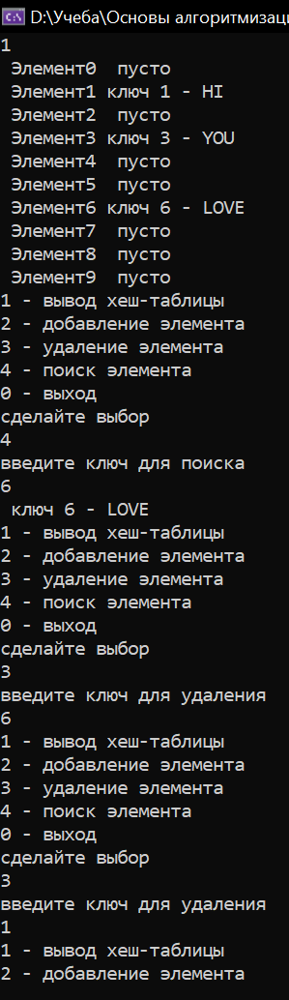 D:\Учеба\Основы алгоритмизац
1
Элемент0  пусто
Элемент1 ключ 1 - HI
Элемент2  пусто
Элемент3 ключ 3 - YOU
Элемент4  пусто
Элемент5  пусто
Элемент6 ключ 6 - LOVE
Элемент7  пусто
Элемент8  пусто
Элемент9  пусто
1 - вывод хеш-таблицы
2 - добавление элемента
3 - удаление элемента
4 - поиск элемента
0 - выход
сделайте выбор
4
введите ключ для поиска
6
ключ 6 - LOVE
1 - вывод хеш-таблицы
2 - добавление элемента
3 - удаление элемента
4 - поиск элемента
0 - выход
сделайте выбор
3
введите ключ для удаления
6
1 - вывод хеш-таблицы
2 - добавление элемента
3 - удаление элемента
4 - поиск элемента
0 - выход
сделайте выбор
3
введите ключ для удаления
1
1 - вывод хеш-таблицы
2 - добавление элемента